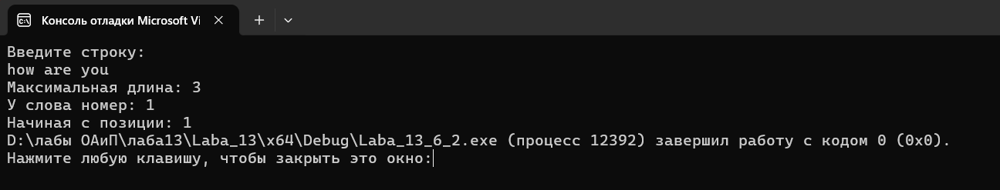 Консоль отладки Microsoft Vi
Введите строку:
how are you
Максимальная длина: 3
У слова номер: 1
Начиная с позиции: 1
D:\лабы ОАиП\лаба13\Laba_13\x64\Debug\Laba_13_6_2.exe (процесс 12392) завершил работу с кодом 0 (0x0).
Нажмите любую клавишу, чтобы закрыть это окно: